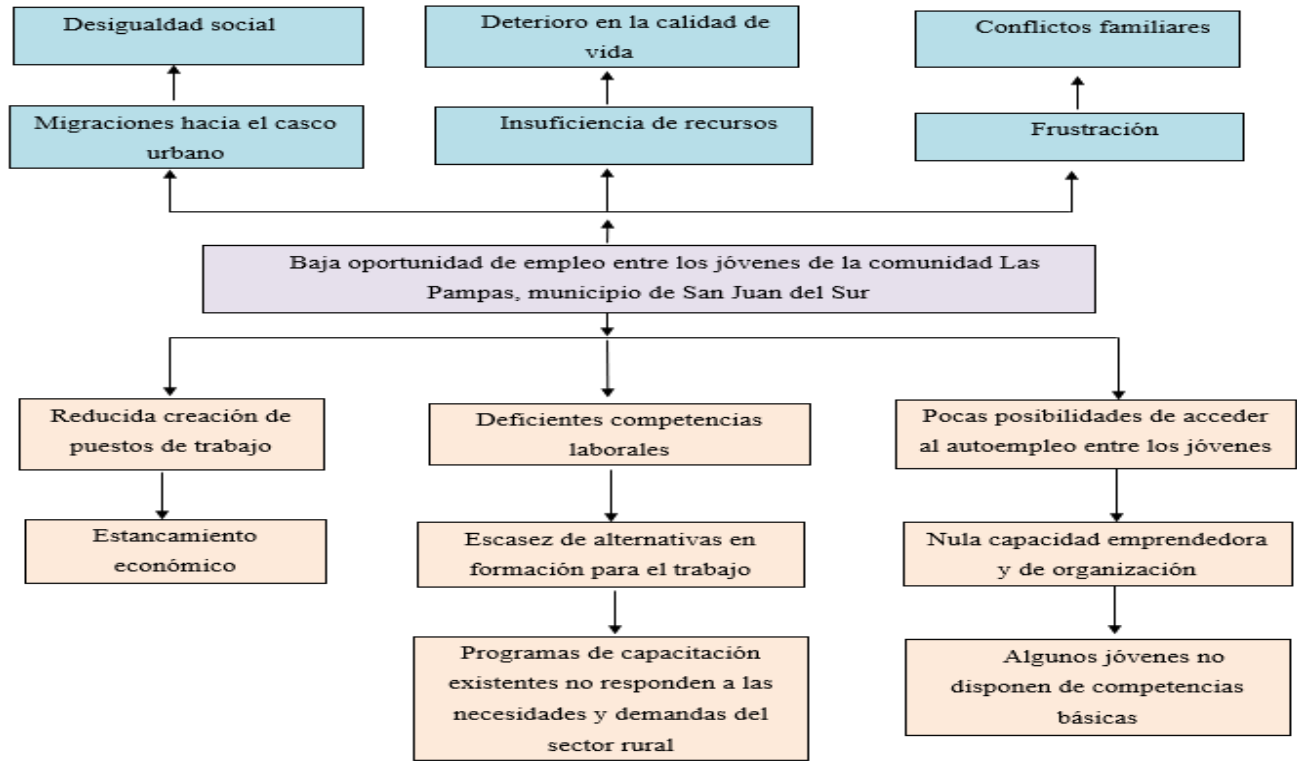 Desigualdad social
Deterioro en la calidad de
vida
Conflictos familiares
Migraciones hacia el casco
urbano
Insuficiencia de recursos
Frustración
Baja oportunidad de empleo entre los jóvenes de la comunidad Las
Pampas, municipio de San Juan del Sur
Reducida creación de
puestos de trabajo
Deficientes competencias
laborales
Pocas posibilidades de acceder
al autoempleo entre los jóvenes
Estancamiento
económico
Escasez de alternativas en
formación para el trabajo
Nula capacidad emprendedora
y de organización
Programas de capacitación
existentes no responden a las
necesidades y demandas del
sector rural
Algunos jóvenes no
disponen de competencias
básicas